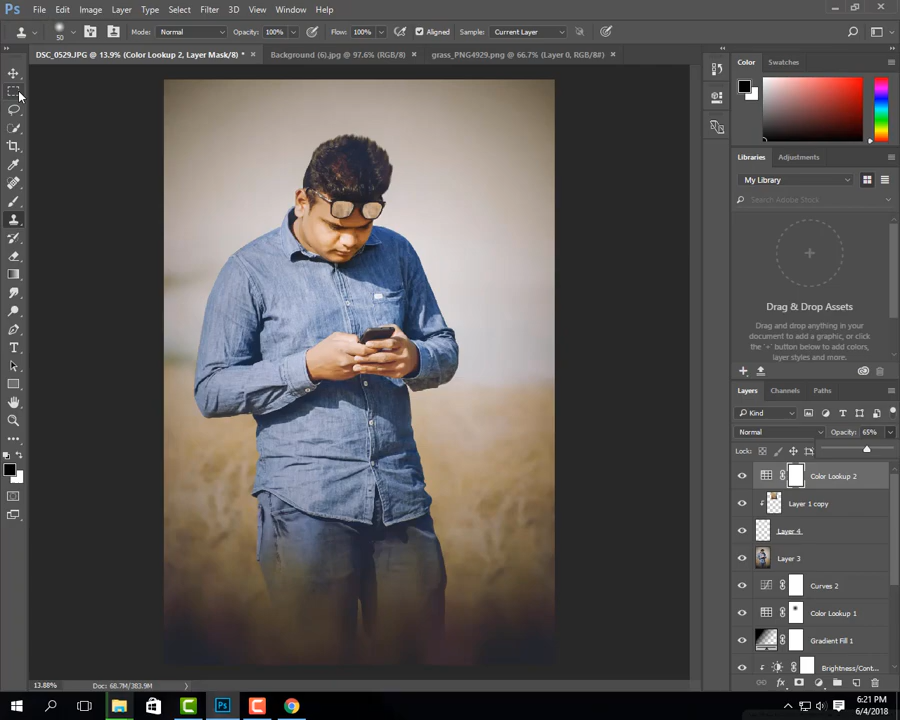 Ps File Edit Image Layer Type Select Filter 3D View Window Help
50 Mode: Normal Opacity: 100% Flow: 100% Aligned Sample: Current Layer
DSC_0529.JPG @ 13.9% (Color Lookup 2, Layer Mask/8) * × Background (6).jpg @ 97.6% (RGB/8) × grass_PNG4929.png @ 66.7% (Layer 0, RGB/8#) ×
Color Swatches
Libraries Adjustments
My Library
Search Adobe Stock
Drag & Drop Assets
Drag and drop anything in your
document to add a graphic, or click
the '+' button below to add colors,
layer styles and more.
Layers Channels Paths
Kind
Normal Opacity: 65%
Lock:
Color Lookup 2
Layer 1 copy
Layer 4
Layer 3
Curves 2
Color Lookup 1
Gradient Fill 1
Brightness/Cont...
fx
13.88% Doc: 68.7M/383.9M
Ps
6:21 PM
6/4/2018